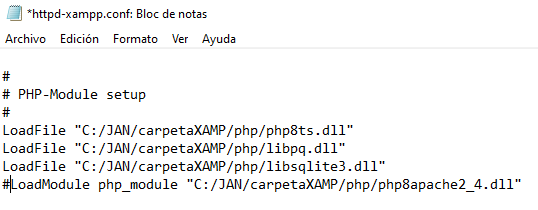 *httpd-xampp.conf: Bloc de notas
Archivo Edición Formato Ver Ayuda
#
# PHP-Module setup
#
LoadFile "C:/JAN/carpetaXAMP/php/php8ts.dll"
LoadFile "C:/JAN/carpetaXAMP/php/libpq.dll"
LoadFile "C:/JAN/carpetaXAMP/php/libsqlite3.dll"
#LoadModule php_module "C:/JAN/carpetaXAMP/php/php8apache2_4.dll"